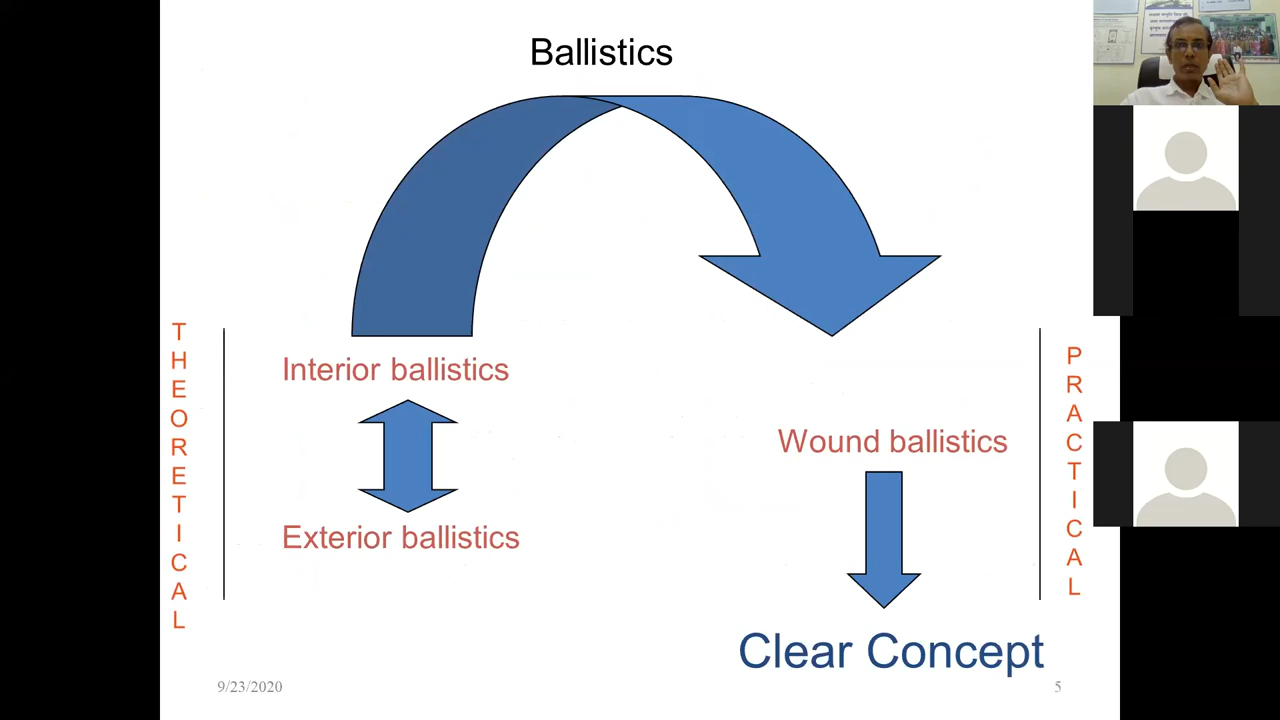 Ballistics
THEORETICAL
Interior ballistics
Exterior ballistics
Wound ballistics
Clear Concept
PRACTICAL
9/23/2020
5